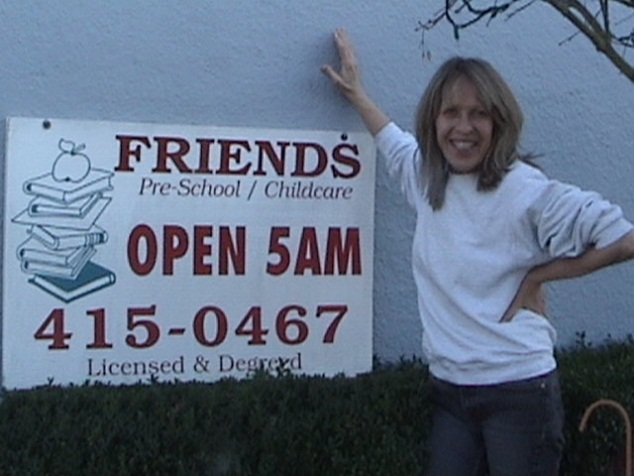 FRIENDS
Pre-School / Childcare
OPEN 5AM
415-0467
Licensed & Degreed